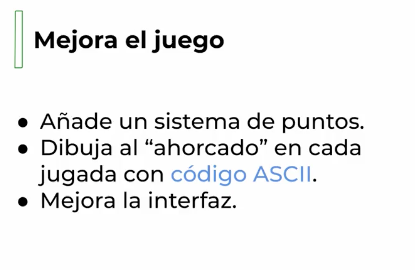 Mejora el juego
● Añade un sistema de puntos.
● Dibuja al “ahorcado” en cada
jugada con código ASCII.
● Mejora la interfaz.